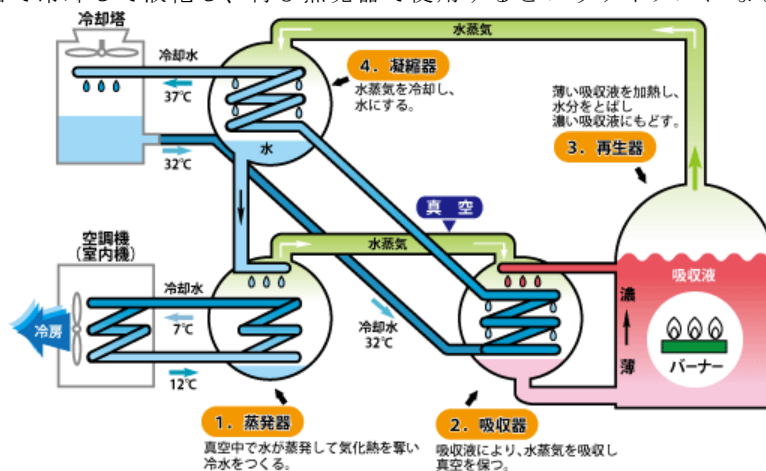 冷却塔
冷却水
37℃
32℃
水蒸気
4. 凝縮器
水蒸気を冷却し、
水にする。
水
薄い吸収液を加熱し、
水分をとばし
濃い吸収液にもどす。
3. 再生器
真 空
水蒸気
空調機
(室内機)
冷却水
7℃
12℃
冷房
冷却水
32℃
吸収液
濃
薄
バーナー
1. 蒸発器
真空中で水が蒸発して気化熱を奪い
冷水をつくる。
2. 吸収器
吸収液により、水蒸気を吸収し
真空を保つ。